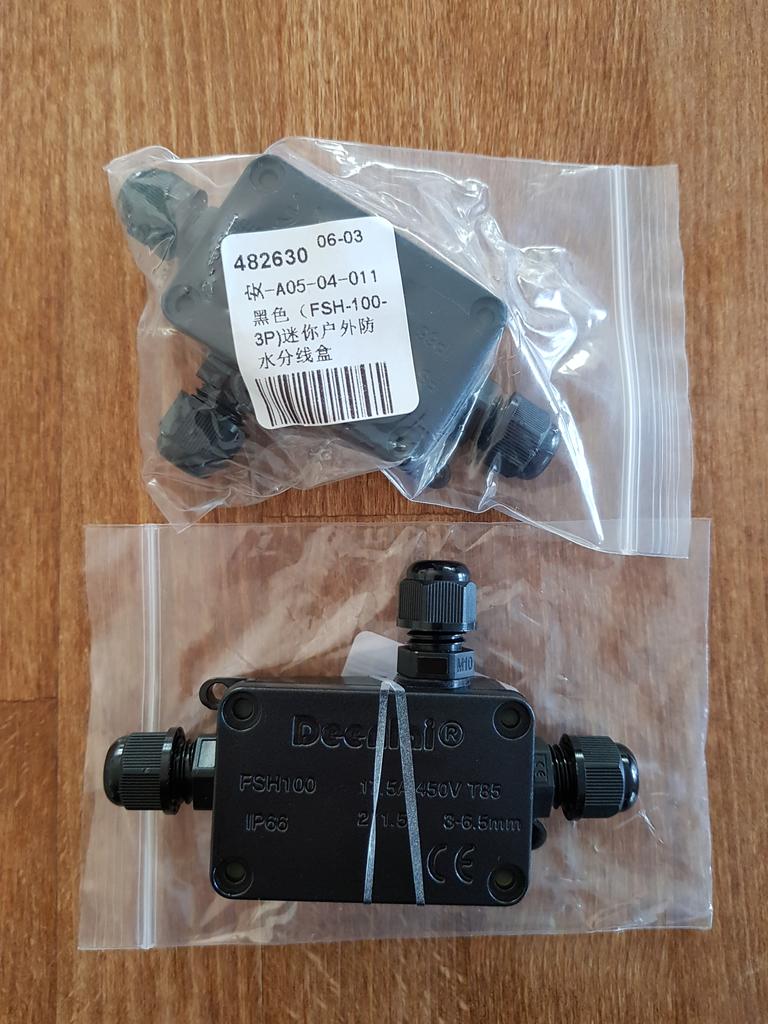 482630 06-03
安-A05-04-011
黑色（FSH-100-
3P)迷你户外防
水分线盒
M10
FSH100 450V T85
IP66 3-6.5mm
CE